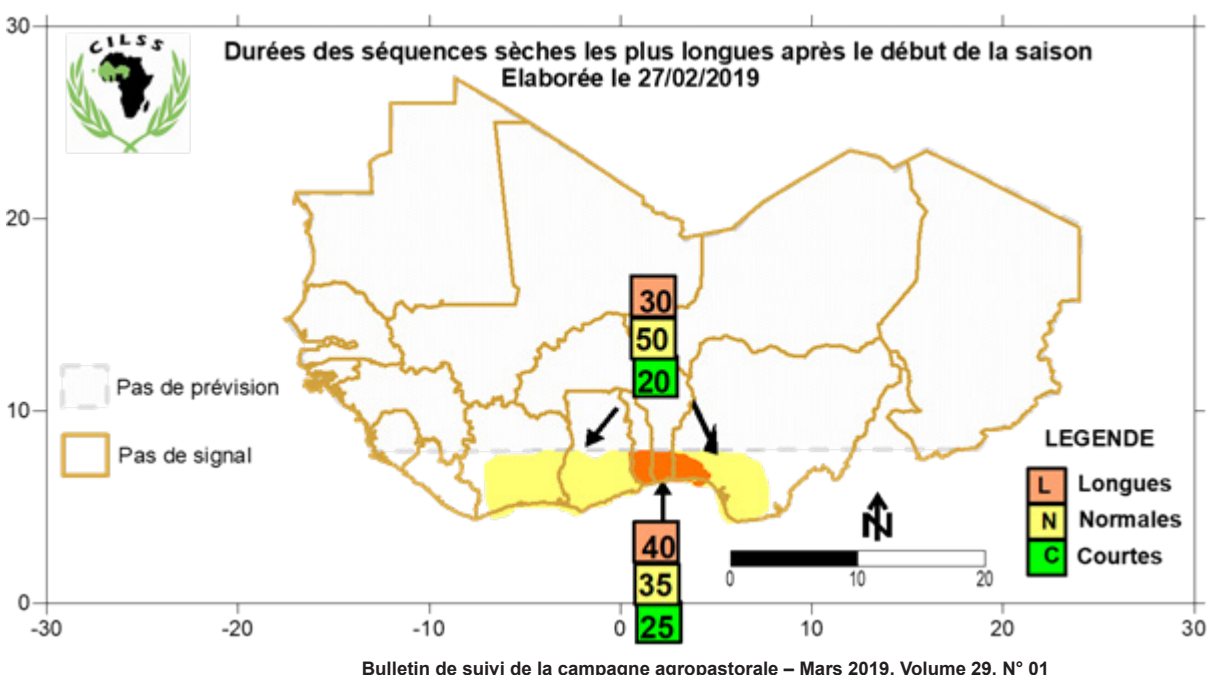 CILSS
Durées des séquences sèches les plus longues après le début de la saison
Elaborée le 27/02/2019
30
20
10
0
-30
-20
-10
0
10
20
30
30
50
20
40
35
25
Pas de prévision
Pas de signal
LEGENDE
L Longues
N Normales
C Courtes
N
0
10
20
Bulletin de suivi de la campagne agropastorale – Mars 2019, Volume 29, N° 01